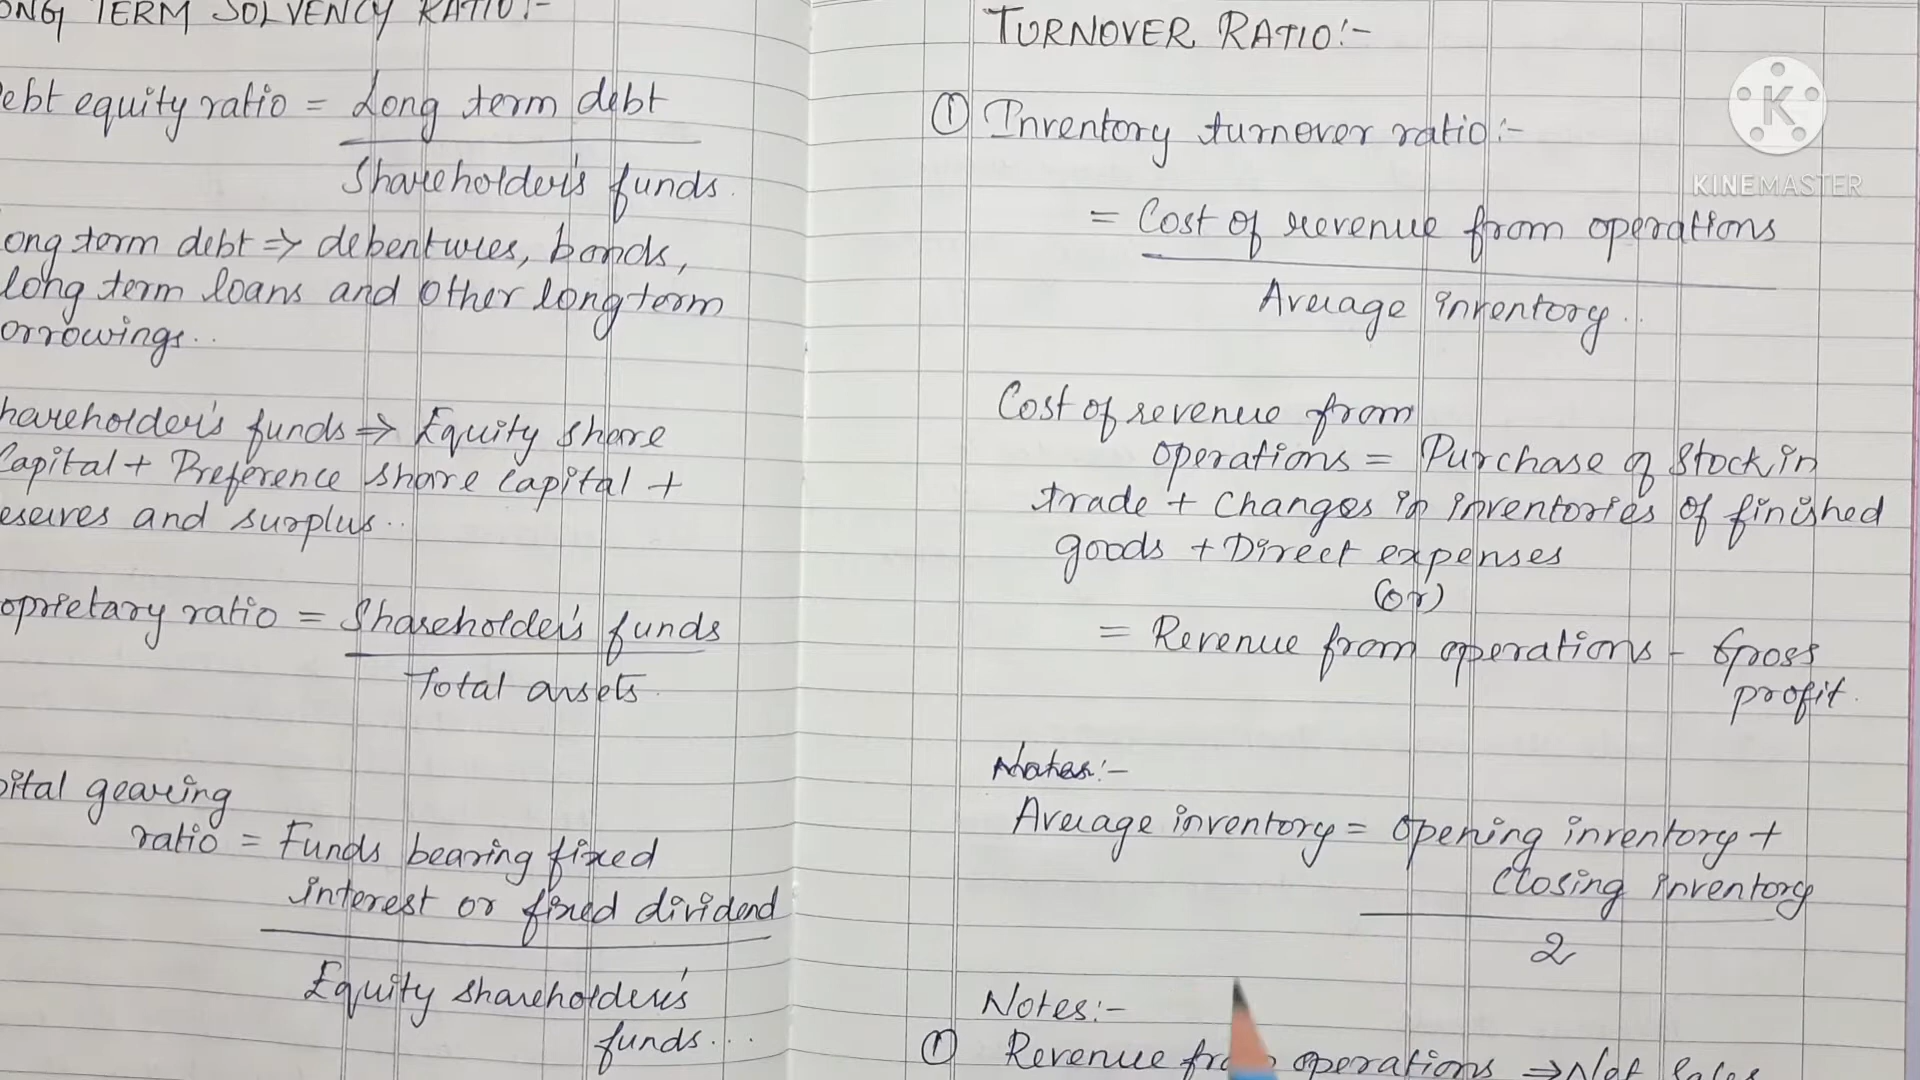 ONG TERM SOLVENCY RATIO:-
ebt equity ratio = Long term debt
Shareholder's funds.
ong term debt ⇒ debentures, bonds,
long term loans and other long term
orrowings..
hareholder's funds ⇒ Equity share
Capital + Preference share capital +
eserves and surplus..
oprietary ratio = Shareholder's funds
Total assets.
pital gearing
ratio = Funds bearing fixed
interest or fixed dividend
Equity shareholder's
funds...
TURNOVER RATIO:-
① Inventory turnover ratio:-
= Cost of revenue from operations
Average inventory..
Cost of revenue from
operations = Purchase of stock in
trade + Changes in inventories of finished
goods + Direct expenses
(or)
= Revenue from operations - Gross
profit.
Notes:-
Average inventory = Opening inventory +
Closing inventory
2
Notes:-
① Revenue from operations ⇒ Net Sales
K
KINEMASTER